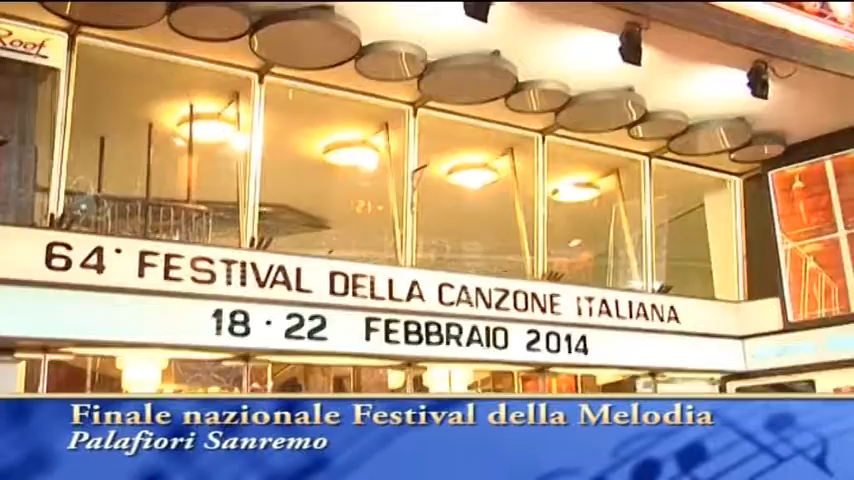 Roof
64° FESTIVAL DELLA CANZONE ITALIANA
18 · 22 FEBBRAIO 2014
Finale nazionale Festival della Melodia
Palafiori - Sanremo